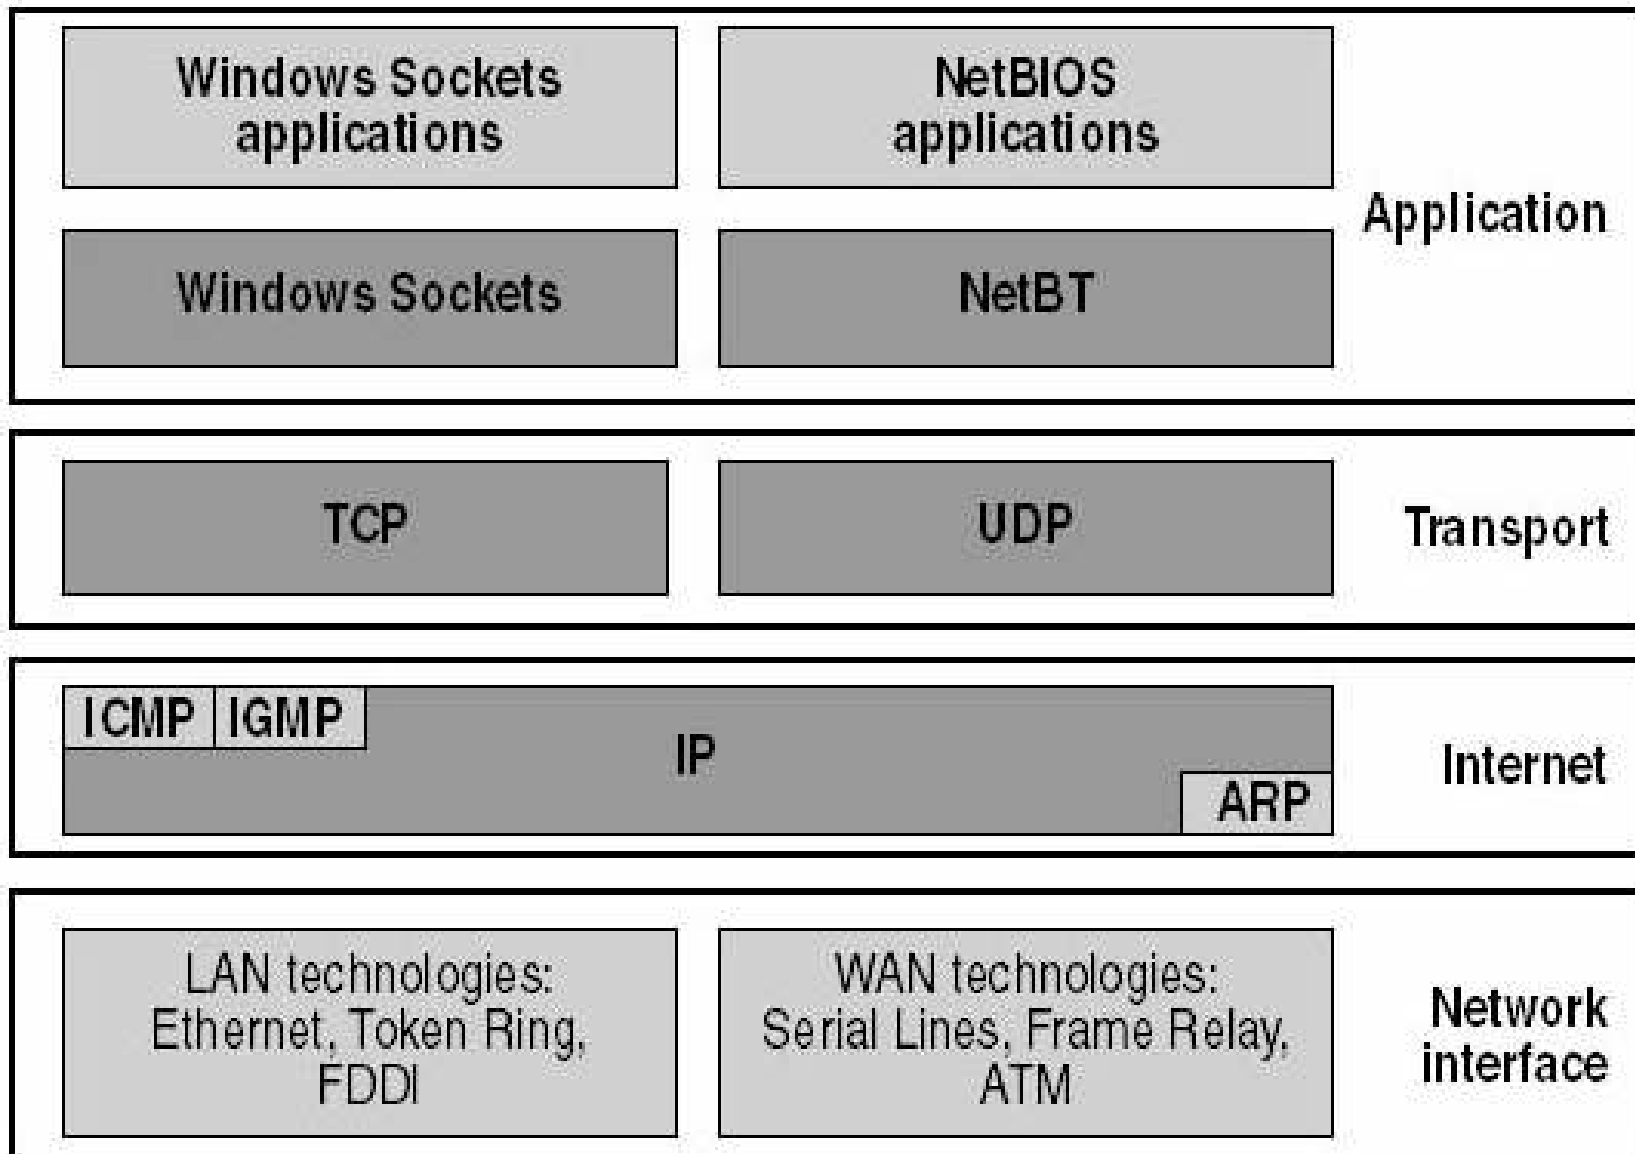 Windows Sockets
applications
NetBIOS
applications
Application
Windows Sockets
NetBT
TCP
UDP
Transport
ICMP
IGMP
IP
Internet
ARP
LAN technologies:
Ethernet, Token Ring,
FDDI
WAN technologies:
Serial Lines, Frame Relay,
ATM
Network
interface